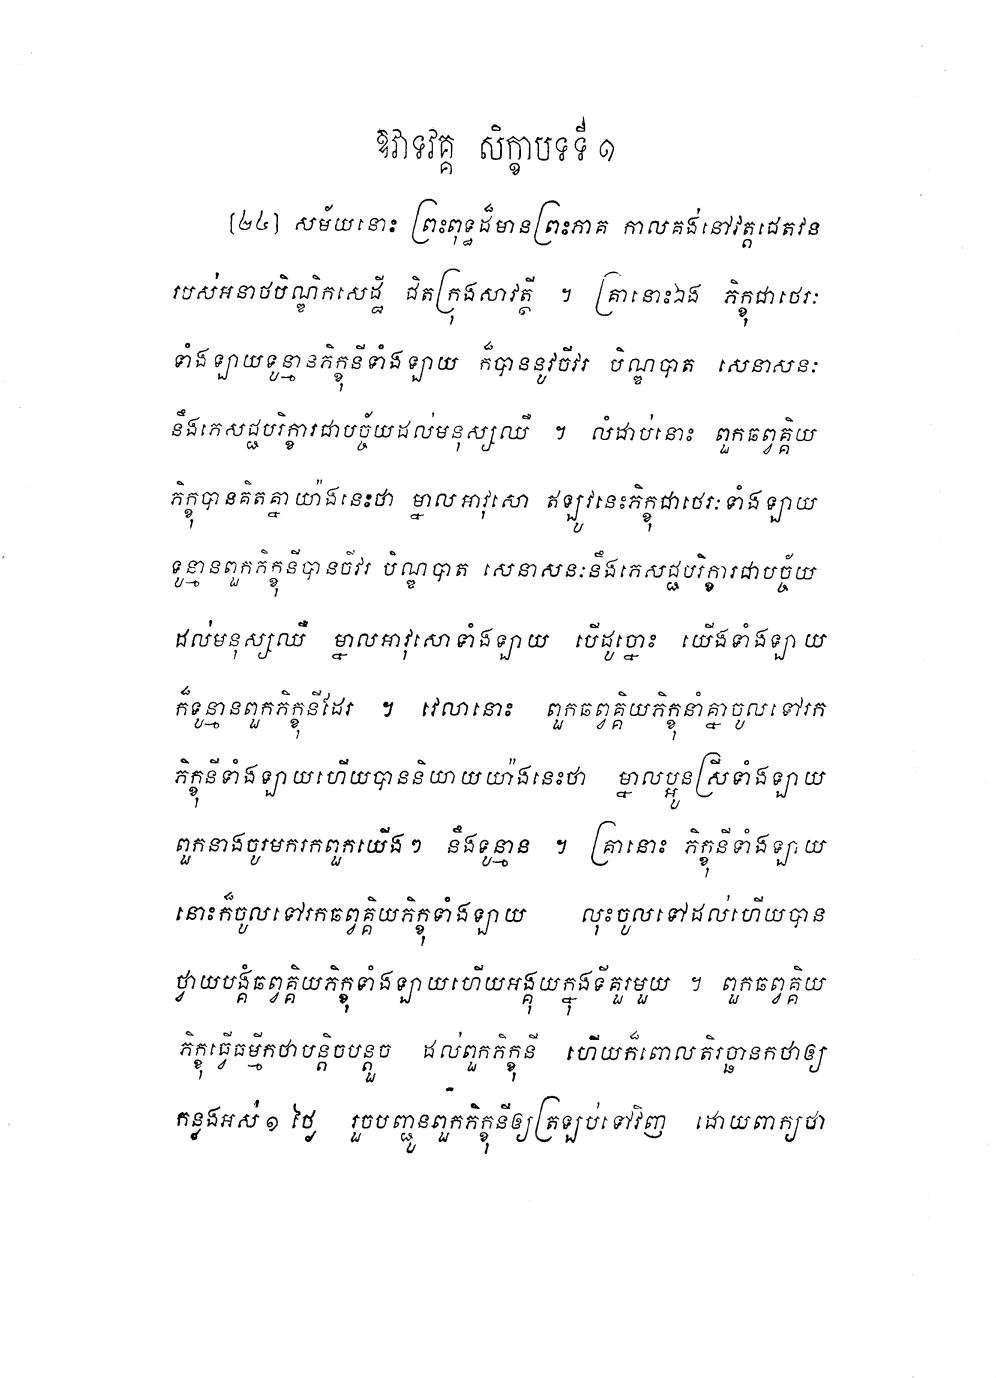 ឱវាទវគ្គ សិក្ខាបទទី ១
(២៤) សម័យនោះ ព្រះពុទ្ធដ៏មានព្រះភាគ កាលគង់នៅវត្តជេតវន
របស់អនាថបិណ្ឌិកសេដ្ឋី ជិតក្រុងសាវត្ថី ។ គ្រានោះឯង ភិក្ខុជាថេរៈ
ទាំងឡាយទូន្មានភិក្ខុនីទាំងឡាយ ក៏បាននូវចីវរ បិណ្ឌបាត សេនាសនៈ
នឹងភេសជ្ជបរិក្ខារជាបច្ច័យដល់មនុស្សឈឺ ។ លំដាប់នោះ ពួកឆព្វគ្គិយ
ភិក្ខុបានគិតគ្នាយ៉ាងនេះថា ម្នាលអាវុសោ ឥឡូវនេះភិក្ខុជាថេរៈទាំងឡាយ
ទូន្មានពួកភិក្ខុនីបានចីវរ បិណ្ឌបាត សេនាសនៈនឹងភេសជ្ជបរិក្ខារជាបច្ច័យ
ដល់មនុស្សឈឺ ម្នាលអាវុសោទាំងឡាយ បើដូច្នោះ យើងទាំងឡាយ
ក៏ទូន្មានពួកភិក្ខុនីដែរ ។ វេលានោះ ពួកឆព្វគ្គិយភិក្ខុនាំគ្នាចូលទៅរក
ភិក្ខុនីទាំងឡាយហើយបាននិយាយយ៉ាងនេះថា ម្នាលប្អូនស្រីទាំងឡាយ
ពួកនាងចូរមករកពួកយើងៗ នឹងទូន្មាន ។ គ្រានោះ ភិក្ខុនីទាំងឡាយ
នោះក៏ចូលទៅរកឆព្វគ្គិយភិក្ខុទាំងឡាយ លុះចូលទៅដល់ហើយបាន
ថ្វាយបង្គំឆព្វគ្គិយភិក្ខុទាំងឡាយហើយអង្គុយក្នុងទីគួរមួយ ។ ពួកឆព្វគ្គិយ
ភិក្ខុធ្វើធម្មីកថាបន្តិចបន្តួច ដល់ពួកភិក្ខុនី ហើយក៏ពោលតិរច្ឆានកថាឲ្យ
កន្លងអស់ ១ ថ្ងៃ រួចបញ្ជូនពួកភិក្ខុនីឲ្យត្រឡប់ទៅវិញ ដោយពាក្យថា